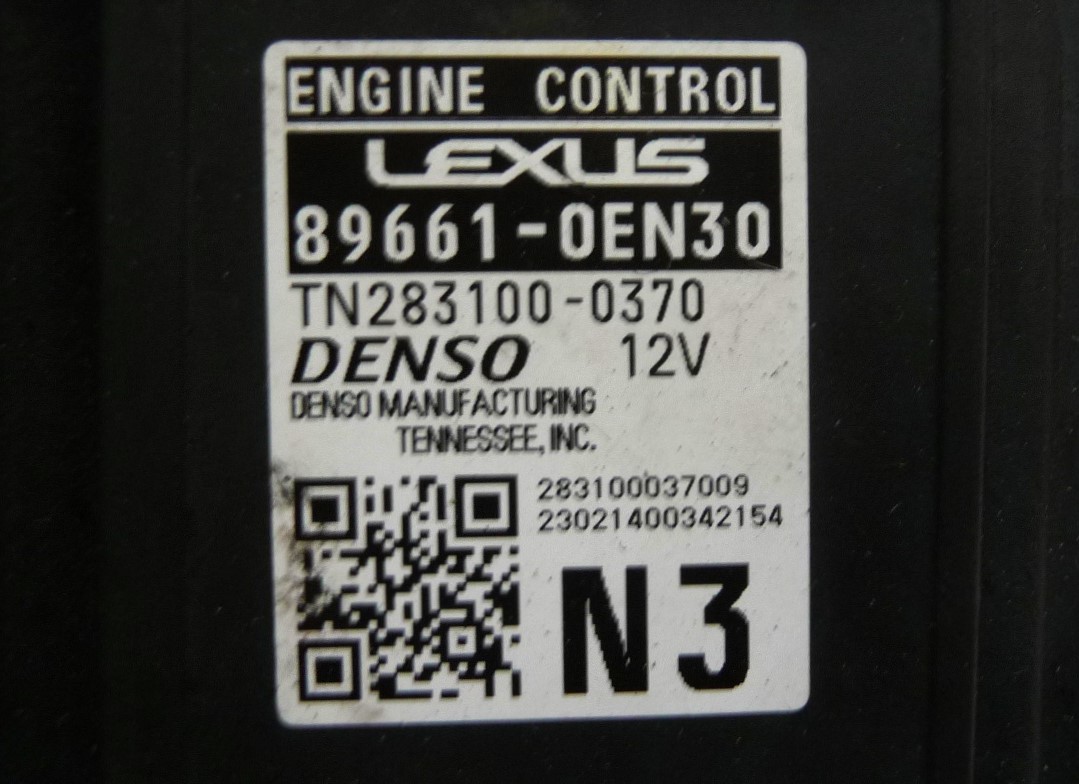 ENGINE CONTROL
LEXUS
89661-0EN30
TN283100-0370
DENSO 12V
DENSO MANUFACTURING
TENNESSEE, INC.
283100037009
23021400342154
N3